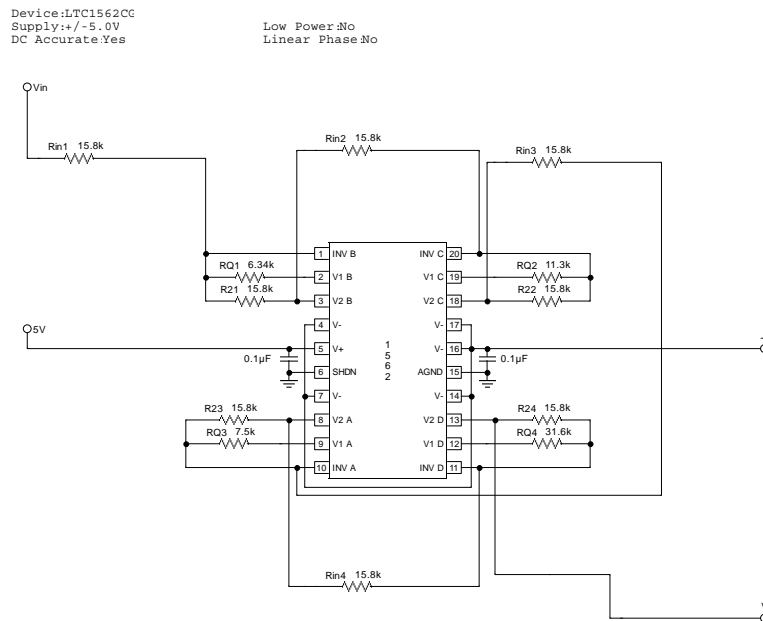 Device:LTC1562CG
Supply:+/-5.0V Low Power:No
DC Accurate:Yes Linear Phase:No
Vin
Rin1 15.8k
Rin2 15.8k
Rin3 15.8k
1 INV B INV C 20
RQ1 6.34k 2 V1 B V1 C 19 RQ2 11.3k
R21 15.8k 3 V2 B V2 C 18 R22 15.8k
5V 4 V- V- 17
5 V+ V- 16
0.1µF 0.1µF
1562
6 SHDN AGND 15
7 V- V- 14
R23 15.8k 8 V2 A V2 D 13 R24 15.8k
RQ3 7.5k 9 V1 A V1 D 12 RQ4 31.6k
10 INV A INV D 11
Rin4 15.8k